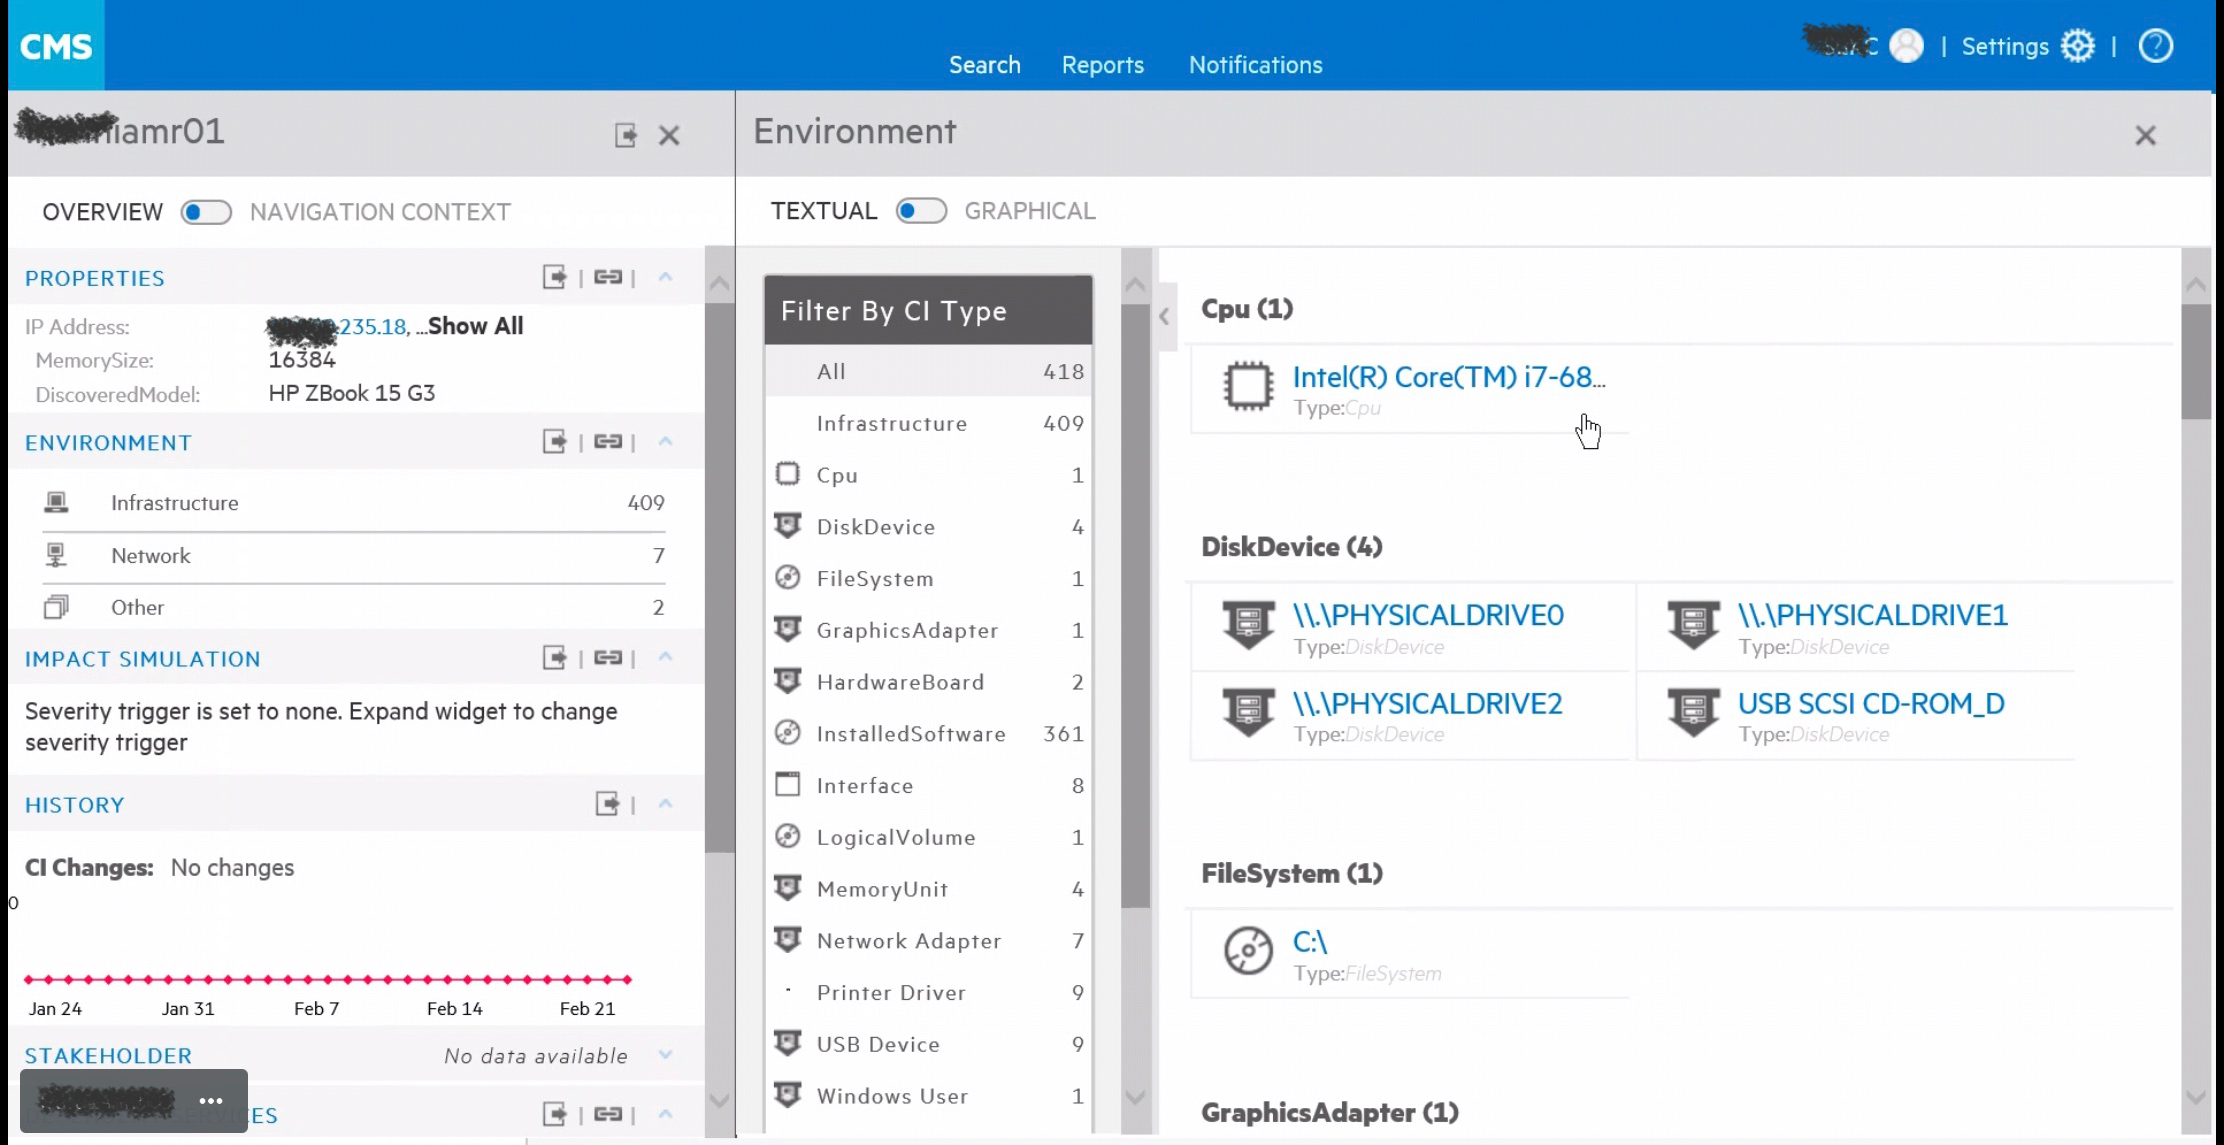 CMS
Search Reports Notifications
Settings
iamr01
Environment
OVERVIEW NAVIGATION CONTEXT
TEXTUAL GRAPHICAL
PROPERTIES
IP Address: 235.18, ...Show All
MemorySize: 16384
DiscoveredModel: HP ZBook 15 G3
ENVIRONMENT
Infrastructure 409
Network 7
Other 2
IMPACT SIMULATION
Severity trigger is set to none. Expand widget to change
severity trigger
HISTORY
CI Changes: No changes
0
Jan 24 Jan 31 Feb 7 Feb 14 Feb 21
STAKEHOLDER No data available
...
Filter By CI Type
All 418
Infrastructure 409
Cpu 1
DiskDevice 4
FileSystem 1
GraphicsAdapter 1
HardwareBoard 2
InstalledSoftware 361
Interface 8
LogicalVolume 1
MemoryUnit 4
Network Adapter 7
Printer Driver 9
USB Device 9
Windows User 1
Cpu (1)
Intel(R) Core(TM) i7-68...
Type:Cpu
DiskDevice (4)
\\.\PHYSICALDRIVE0 \\.\PHYSICALDRIVE1
Type:DiskDevice Type:DiskDevice
\\.\PHYSICALDRIVE2 USB SCSI CD-ROM_D
Type:DiskDevice Type:DiskDevice
FileSystem (1)
C:\
Type:FileSystem
GraphicsAdapter (1)